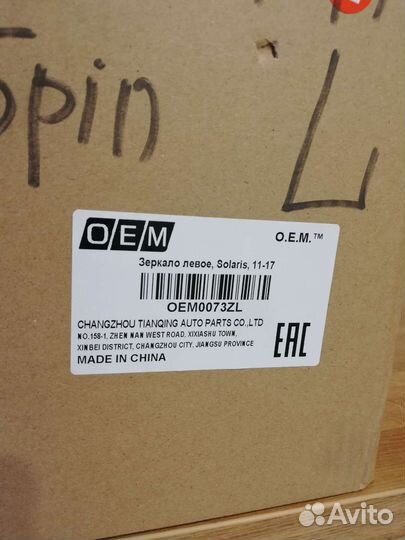 5pin
L
OEM
O.E.M.™
Зеркало левое, Solaris, 11-17
OEM0073ZL
CHANGZHOU TIANQING AUTO PARTS CO.,LTD
NO.158-1, ZHEN NAN WEST ROAD, XIXIASHU TOWN,
XINBEI DISTRICT, CHANGZHOU CITY, JIANGSU PROVINCE
MADE IN CHINA
EAC
Avito